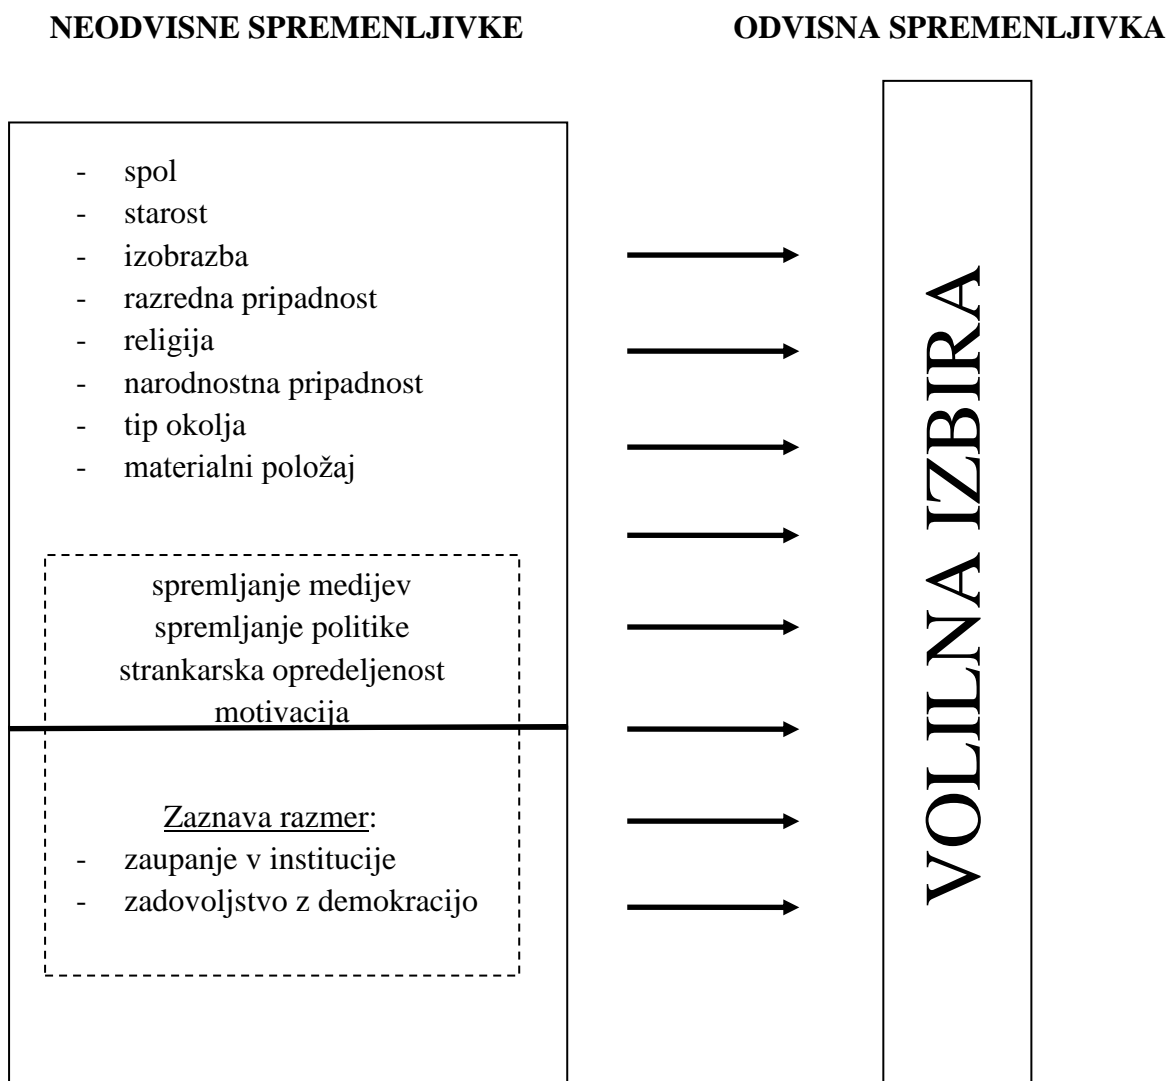 NEODVISNE SPREMENLJIVKE
ODVISNA SPREMENLJIVKA
- spol
- starost
- izobrazba
- razredna pripadnost
- religija
- narodnostna pripadnost
- tip okolja
- materialni položaj
spremljanje medijev
spremljanje politike
strankarska opredeljenost
motivacija
Zaznava razmer:
- zaupanje v institucije
- zadovoljstvo z demokracijo
VOLILNA IZBIRA